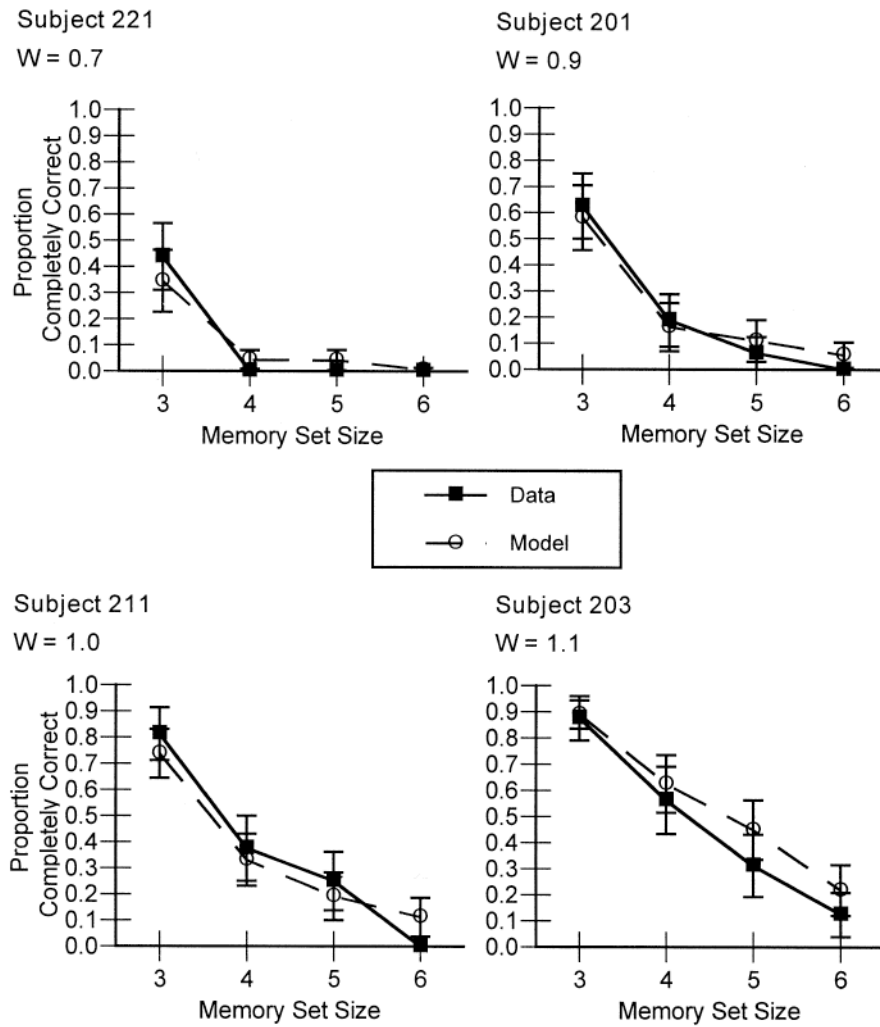 Subject 221
W = 0.7
Proportion
Completely Correct
1.0
0.9
0.8
0.7
0.6
0.5
0.4
0.3
0.2
0.1
0.0
3 4 5 6
Memory Set Size
Subject 201
W = 0.9
1.0
0.9
0.8
0.7
0.6
0.5
0.4
0.3
0.2
0.1
0.0
3 4 5 6
Memory Set Size
Data
Model
Subject 211
W = 1.0
Proportion
Completely Correct
1.0
0.9
0.8
0.7
0.6
0.5
0.4
0.3
0.2
0.1
0.0
3 4 5 6
Memory Set Size
Subject 203
W = 1.1
1.0
0.9
0.8
0.7
0.6
0.5
0.4
0.3
0.2
0.1
0.0
3 4 5 6
Memory Set Size